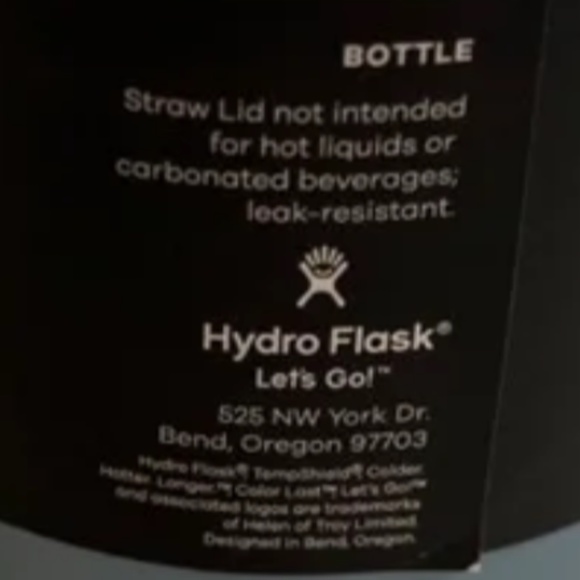 BOTTLE
Straw Lid not intended
for hot liquids or
carbonated beverages;
leak-resistant.
Hydro Flask®
Let's Go!™
525 NW York Dr.
Bend, Oregon 97703
Hydro Flask®, TempShield®, Colder.
Hotter. Longer.™, Color Last™, Let's Go!™
and associated logos are trademarks
of Helen of Troy Limited.
Designed in Bend, Oregon.